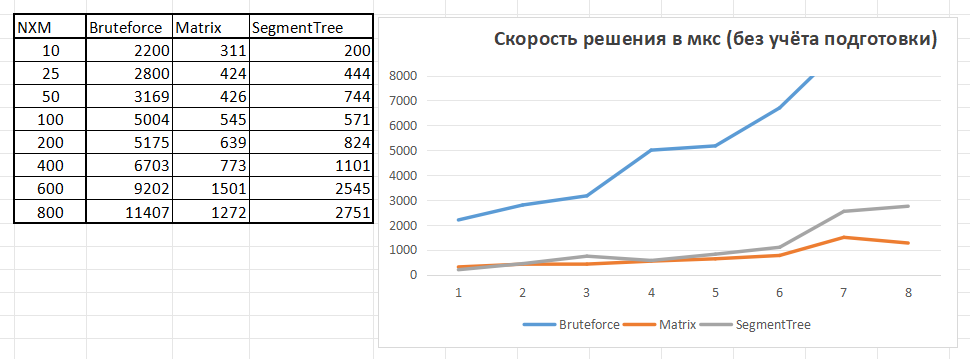 NXM Bruteforce Matrix SegmentTree
10 2200 311 200
25 2800 424 444
50 3169 426 744
100 5004 545 571
200 5175 639 824
400 6703 773 1101
600 9202 1501 2545
800 11407 1272 2751
Скорость решения в мкс (без учёта подготовки)
8000
7000
6000
5000
4000
3000
2000
1000
0
1 2 3 4 5 6 7 8
Bruteforce Matrix SegmentTree